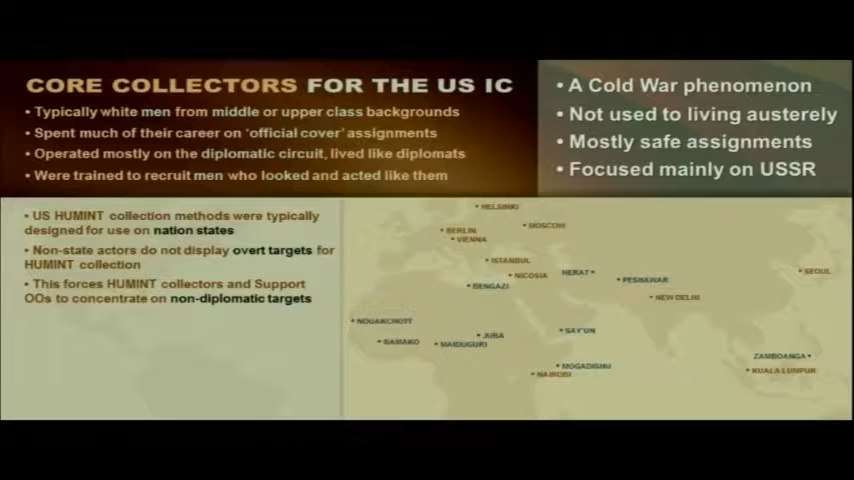 CORE COLLECTORS FOR THE US IC
• Typically white men from middle or upper class backgrounds
• Spent much of their career on 'official cover' assignments
• Operated mostly on the diplomatic circuit, lived like diplomats
• Were trained to recruit men who looked and acted like them
• A Cold War phenomenon
• Not used to living austerely
• Mostly safe assignments
• Focused mainly on USSR
• US HUMINT collection methods were typically
designed for use on nation states
• Non-state actors do not display overt targets for
HUMINT collection
• This forces HUMINT collectors and Support
OOs to concentrate on non-diplomatic targets
• HELSINKI
• MOSCOW
• BERLIN
• VIENNA
• ISTANBUL
• NICOSIA
HERAT •
• PESHAWAR
• SEOUL
• BENGAZI
• NEW DELHI
• NOUAKCHOTT
• JUBA
• SAY'UN
• BAMAKO
• MAIDUGURI
ZAMBOANGA •
• MOGADISHU
• NAIROBI
• KUALA LUMPUR